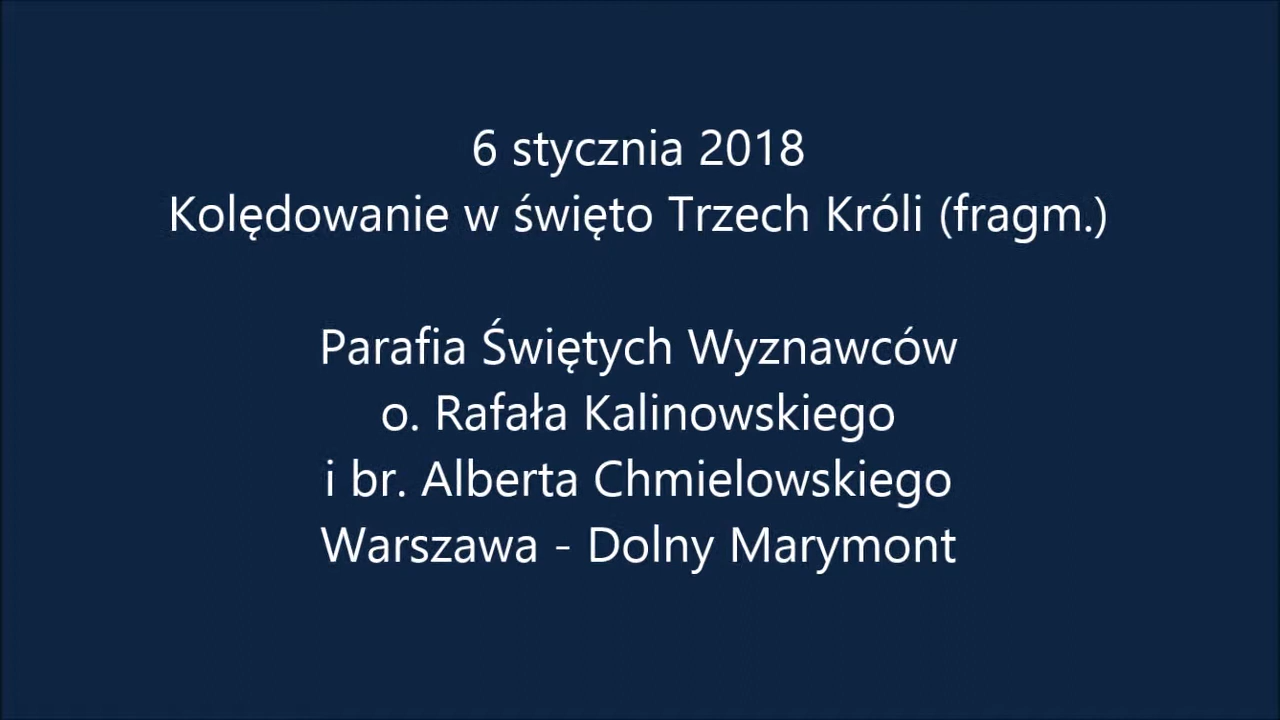 6 stycznia 2018
Kolędowanie w święto Trzech Króli (fragm.)
Parafia Świętych Wyznawców
o. Rafała Kalinowskiego
i br. Alberta Chmielowskiego
Warszawa - Dolny Marymont